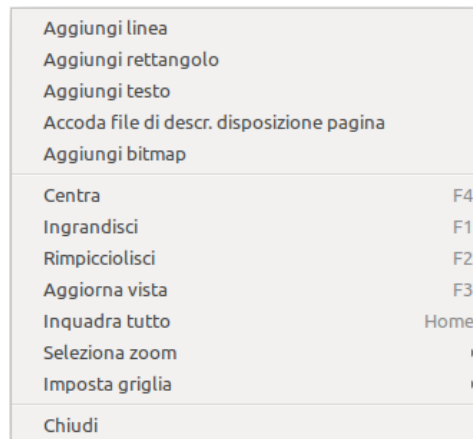 Aggiungi linea
Aggiungi rettangolo
Aggiungi testo
Accoda file di descr. disposizione pagina
Aggiungi bitmap
Centra F4
Ingrandisci F1
Rimpicciolisci F2
Aggiorna vista F3
Inquadra tutto Home
Seleziona zoom
Imposta griglia
Chiudi